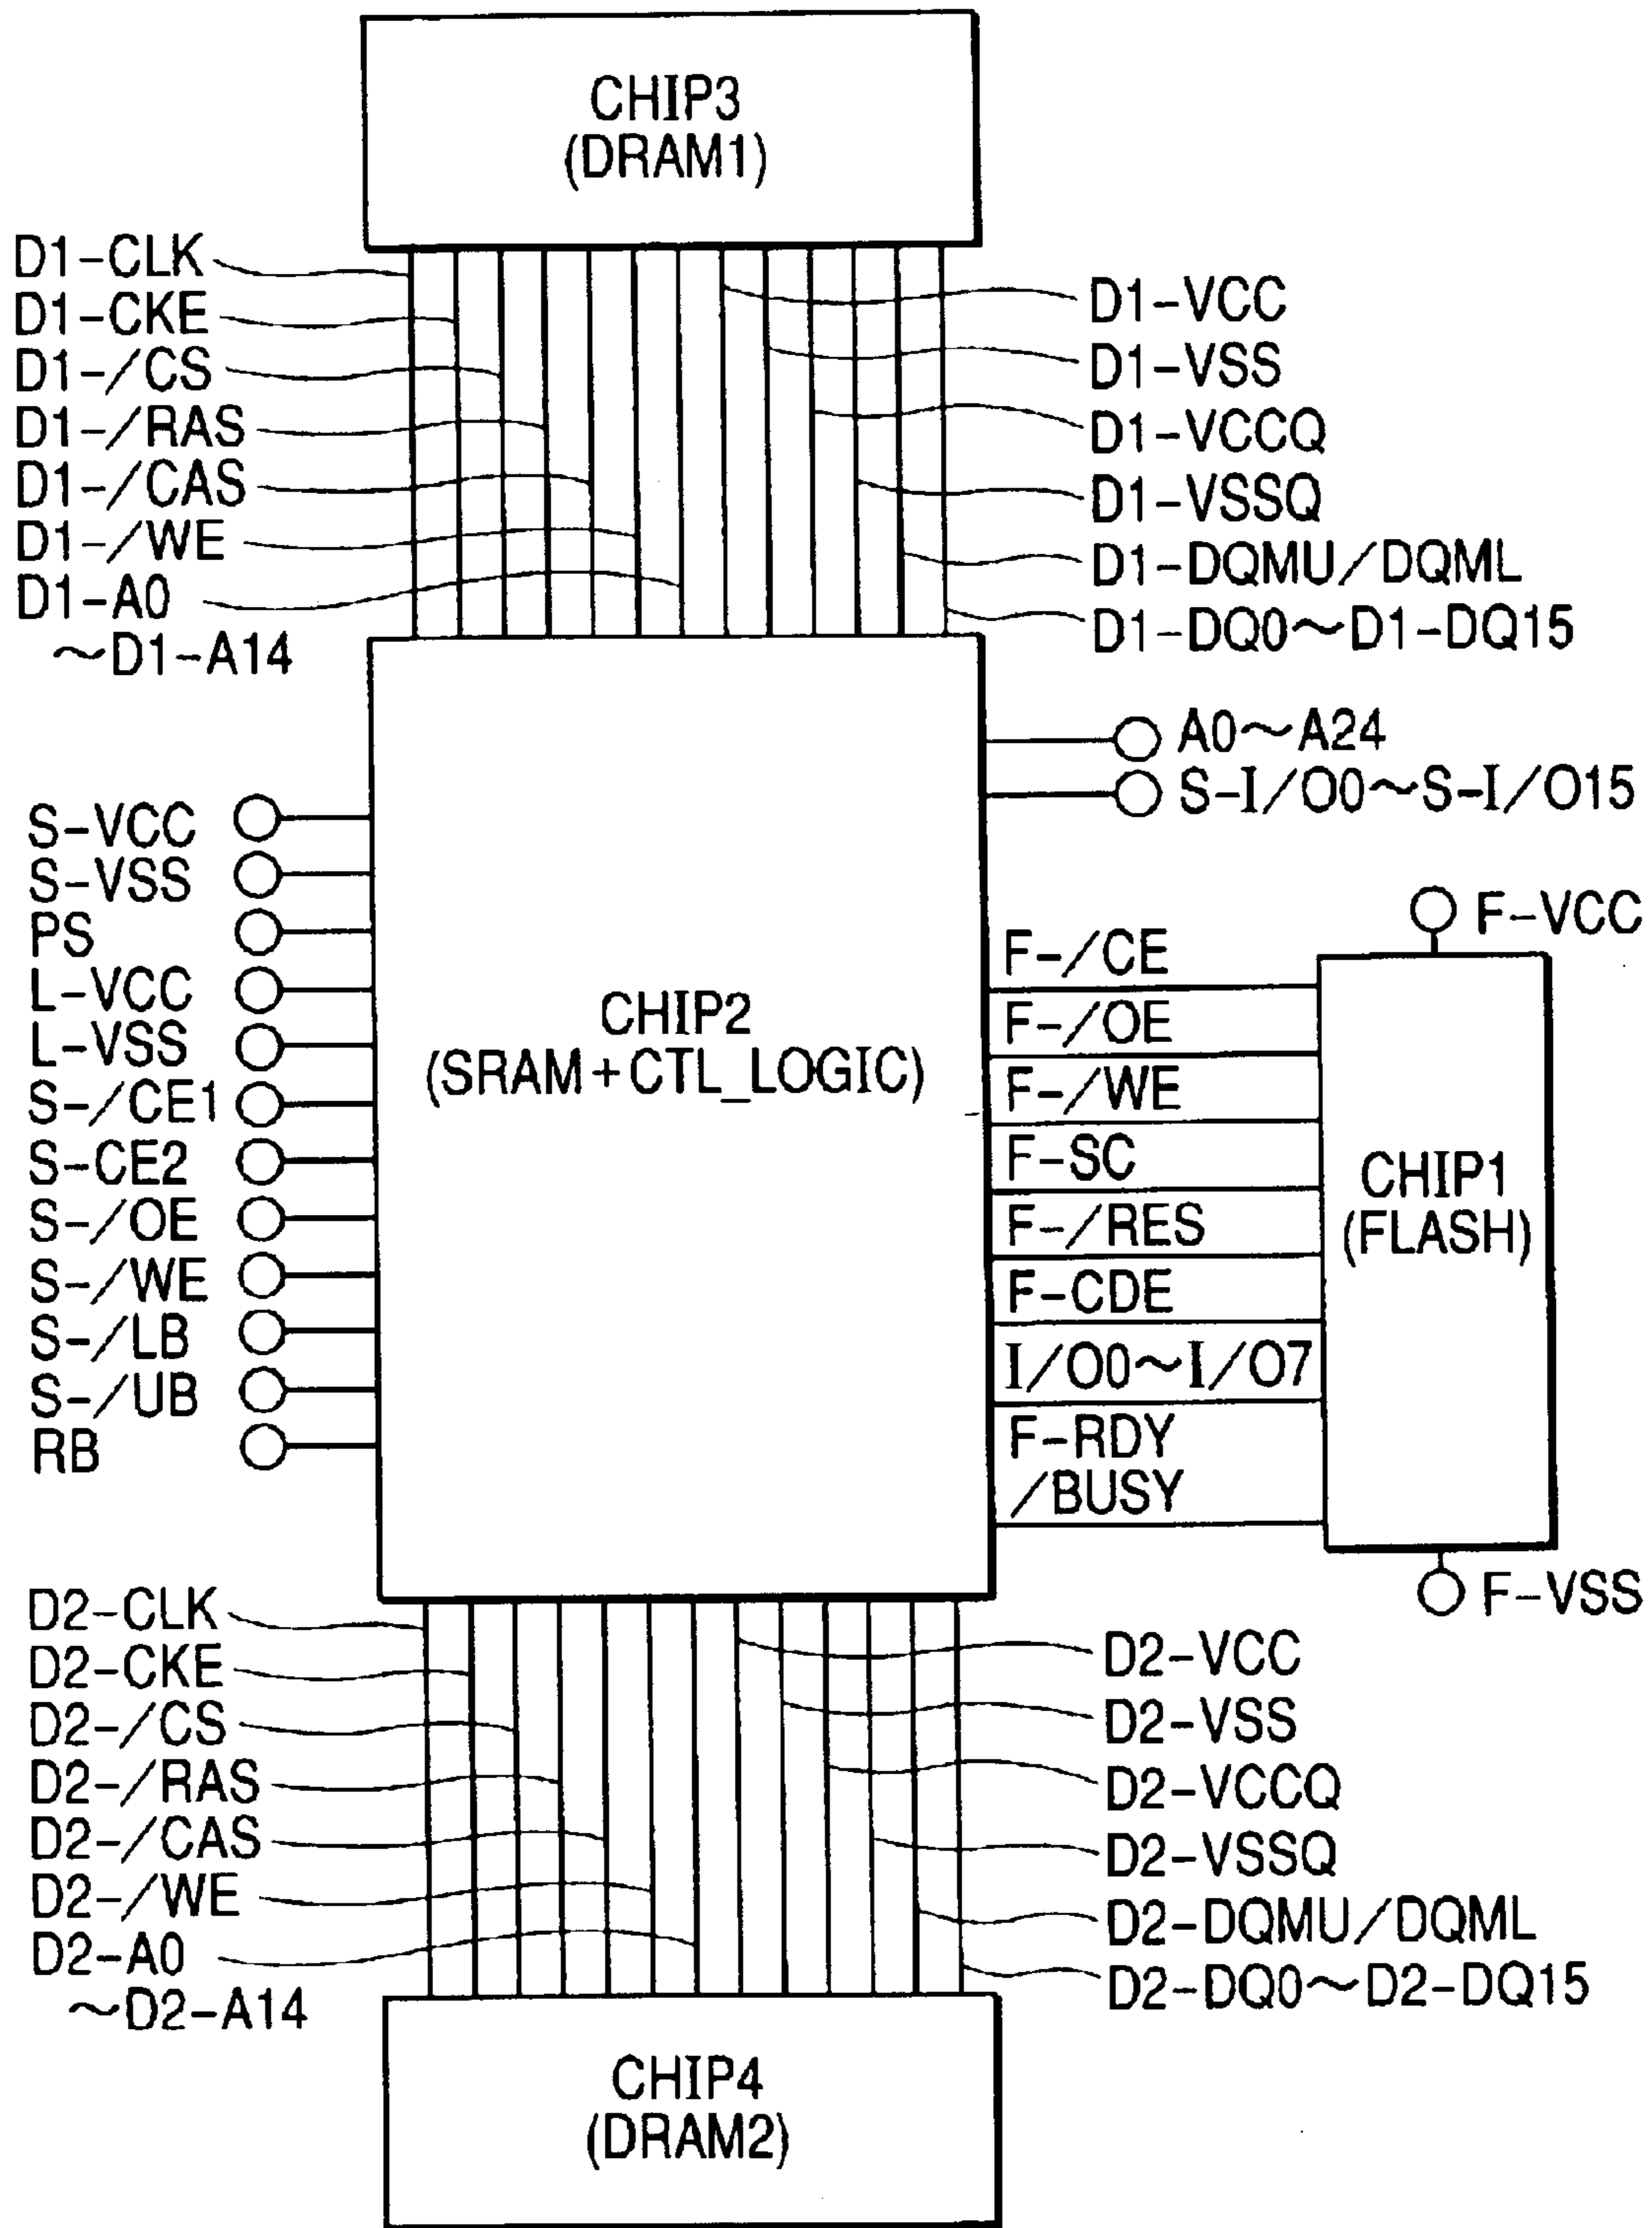 CHIP3
(DRAM1)
D1-CLK
D1-CKE
D1-/CS
D1-/RAS
D1-/CAS
D1-/WE
D1-A0
~D1-A14
D1-VCC
D1-VSS
D1-VCCQ
D1-VSSQ
D1-DQMU/DQML
D1-DQ0~D1-DQ15
A0~A24
S-I/O0~S-I/O15
S-VCC
S-VSS
PS
L-VCC
L-VSS
S-/CE1
S-CE2
S-/OE
S-/WE
S-/LB
S-/UB
RB
CHIP2
(SRAM+CTL_LOGIC)
F-/CE
F-/OE
F-/WE
F-SC
F-/RES
F-CDE
I/O0~I/O7
F-RDY
/BUSY
F-VCC
CHIP1
(FLASH)
F-VSS
D2-CLK
D2-CKE
D2-/CS
D2-/RAS
D2-/CAS
D2-/WE
D2-A0
~D2-A14
D2-VCC
D2-VSS
D2-VCCQ
D2-VSSQ
D2-DQMU/DQML
D2-DQ0~D2-DQ15
CHIP4
(DRAM2)